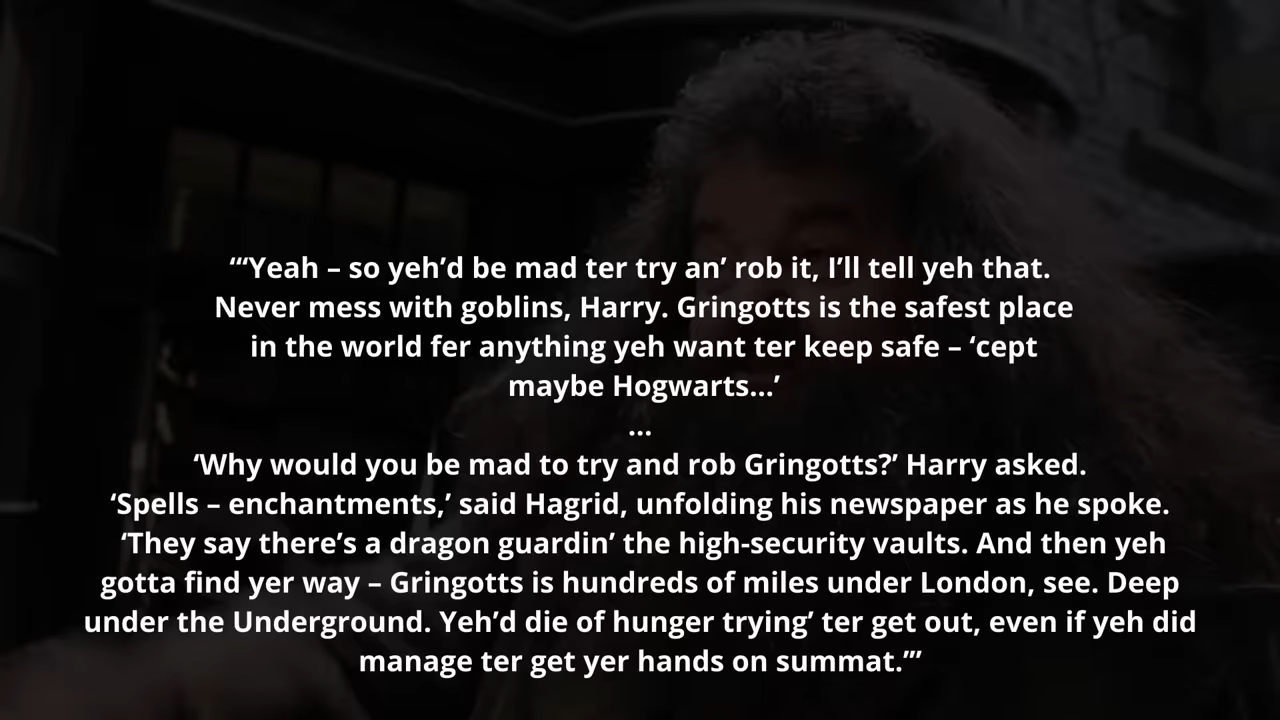 “‘Yeah – so yeh’d be mad ter try an’ rob it, I’ll tell yeh that.
Never mess with goblins, Harry. Gringotts is the safest place
in the world fer anything yeh want ter keep safe – ‘cept
maybe Hogwarts...’
...
‘Why would you be mad to try and rob Gringotts?’ Harry asked.
‘Spells – enchantments,’ said Hagrid, unfolding his newspaper as he spoke.
‘They say there’s a dragon guardin’ the high-security vaults. And then yeh
gotta find yer way – Gringotts is hundreds of miles under London, see. Deep
under the Underground. Yeh’d die of hunger trying’ ter get out, even if yeh did
manage ter get yer hands on summat.’”